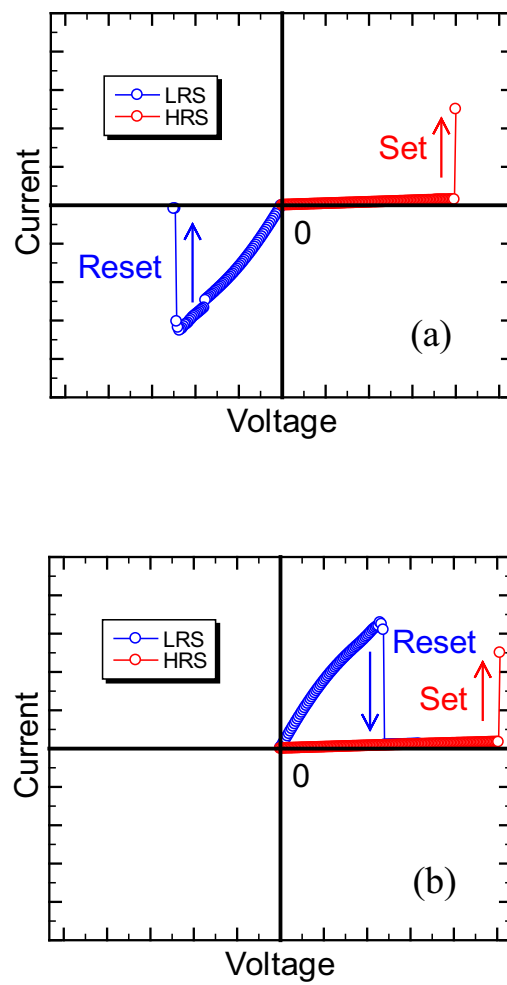 LRS
HRS
Set
Current
0
Reset
(a)
Voltage
LRS
HRS
Reset
Set
Current
0
(b)
Voltage